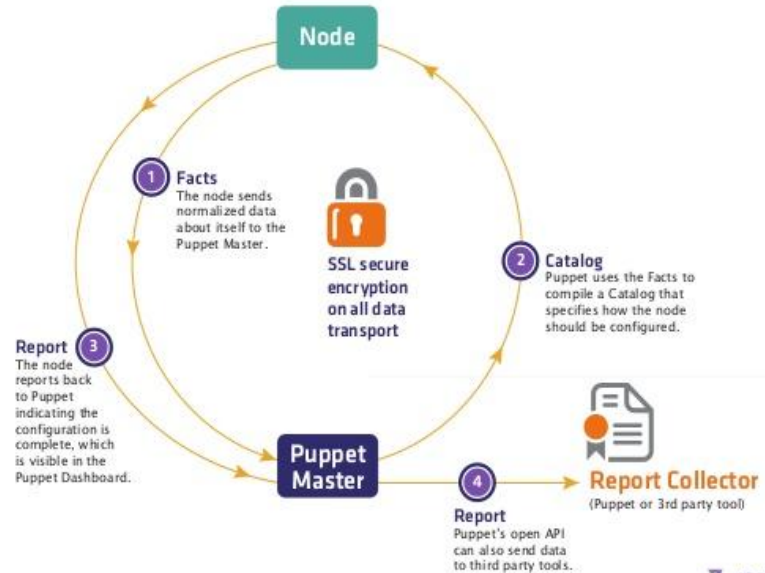 Node
1
Facts
The node sends
normalized data
about itself to the
Puppet Master.
SSL secure
encryption
on all data
transport
2
Catalog
Puppet uses the Facts to
compile a Catalog that
specifies how the node
should be configured.
3
Report
The node
reports back
to Puppet
indicating the
configuration is
complete, which
is visible in the
Puppet Dashboard.
Puppet
Master
4
Report
Puppet's open API
can also send data
to third party tools.
Report Collector
(Puppet or 3rd party tool)